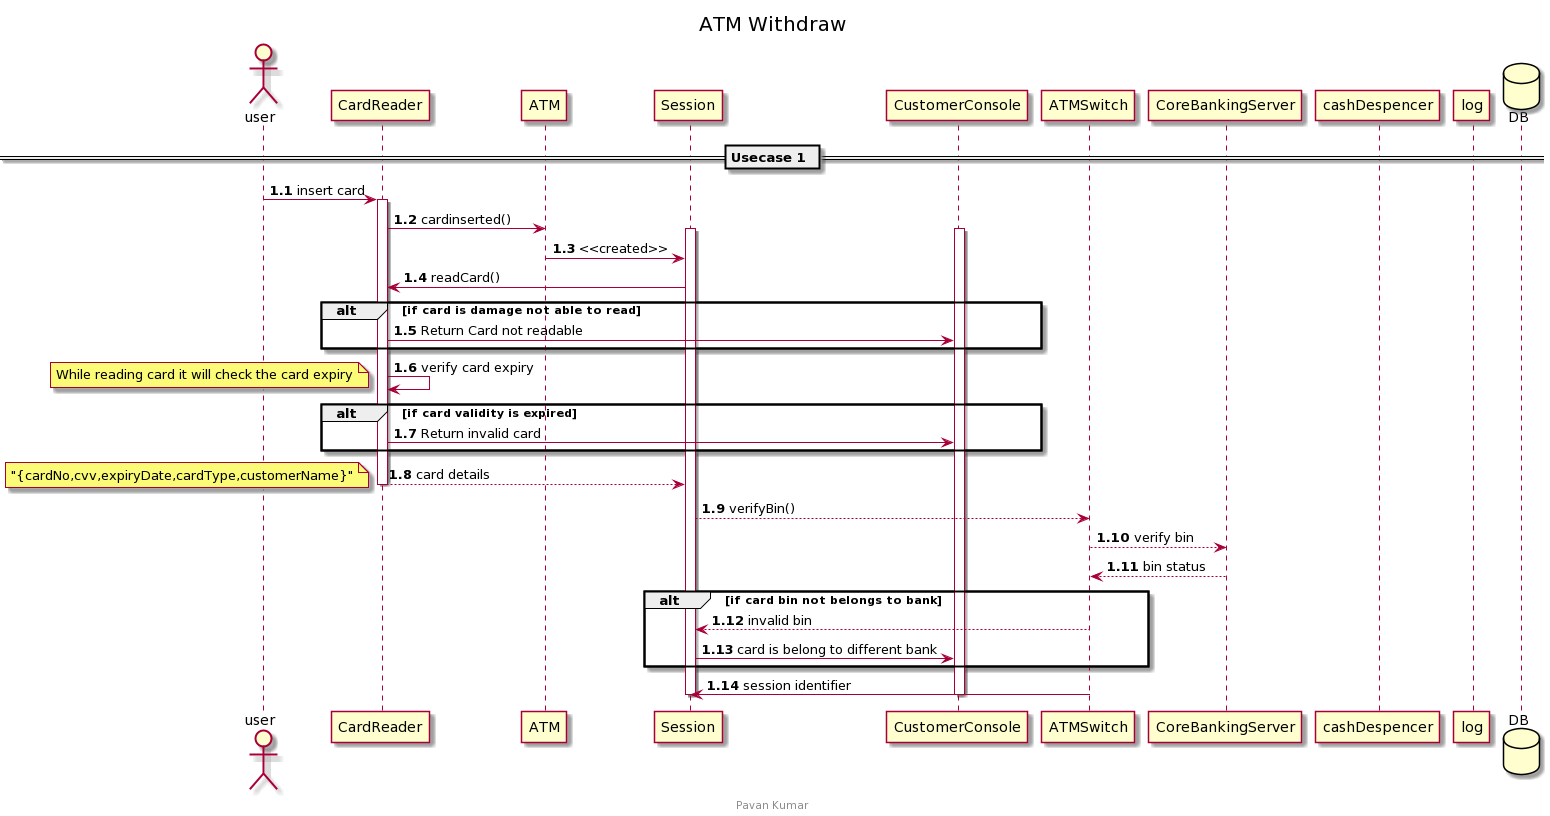 ATM Withdraw
user
CardReader
ATM
Session
CustomerConsole
ATMSwitch
CoreBankingServer
cashDespencer
log
DB
Usecase 1
1.1 insert card
1.2 cardinserted()
1.3 <<created>>
1.4 readCard()
alt [if card is damage not able to read]
1.5 Return Card not readable
While reading card it will check the card expiry
1.6 verify card expiry
alt [if card validity is expired]
1.7 Return invalid card
"{cardNo,cvv,expiryDate,cardType,customerName}"
1.8 card details
1.9 verifyBin()
1.10 verify bin
1.11 bin status
alt [if card bin not belongs to bank]
1.12 invalid bin
1.13 card is belong to different bank
1.14 session identifier
user
CardReader
ATM
Session
CustomerConsole
ATMSwitch
CoreBankingServer
cashDespencer
log
DB
Pavan Kumar